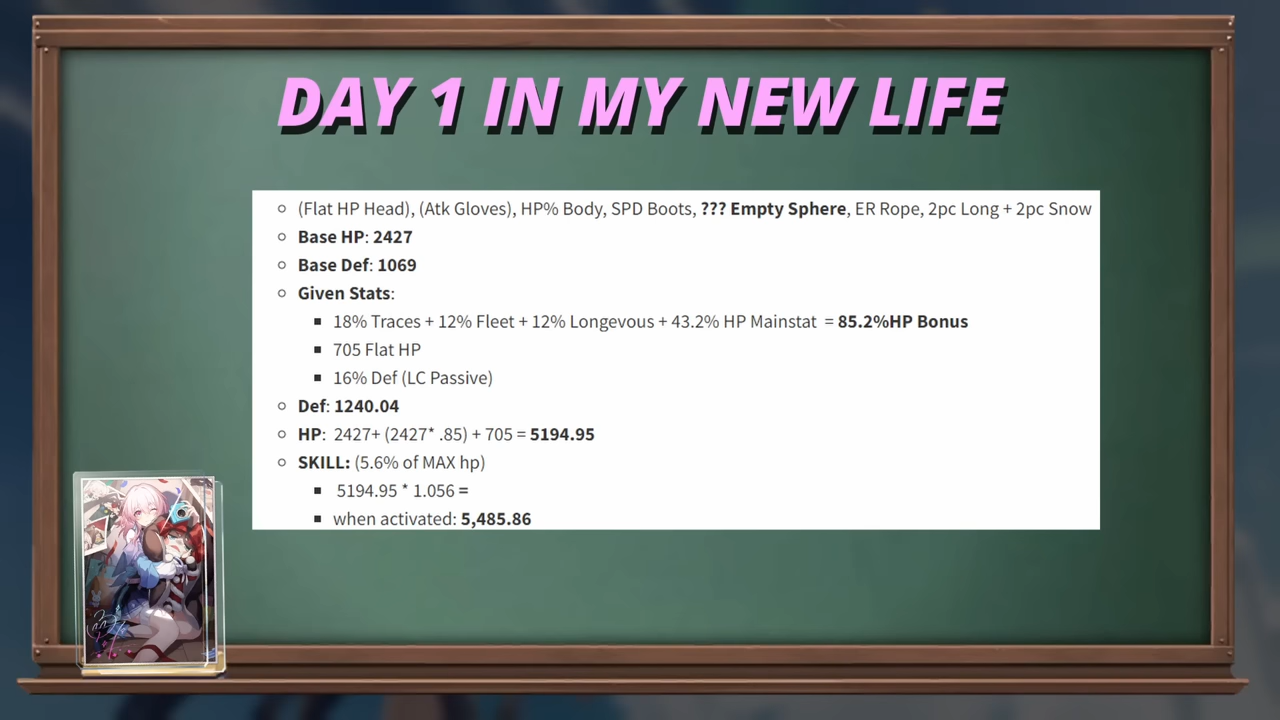 DAY 1 IN MY NEW LIFE
(Flat HP Head), (Atk Gloves), HP% Body, SPD Boots, ??? Empty Sphere, ER Rope, 2pc Long + 2pc Snow
Base HP: 2427
Base Def: 1069
Given Stats:
18% Traces + 12% Fleet + 12% Longevous + 43.2% HP Mainstat = 85.2%HP Bonus
705 Flat HP
16% Def (LC Passive)
Def: 1240.04
HP: 2427+ (2427* .85) + 705 = 5194.95
SKILL: (5.6% of MAX hp)
5194.95 * 1.056 =
when activated: 5,485.86